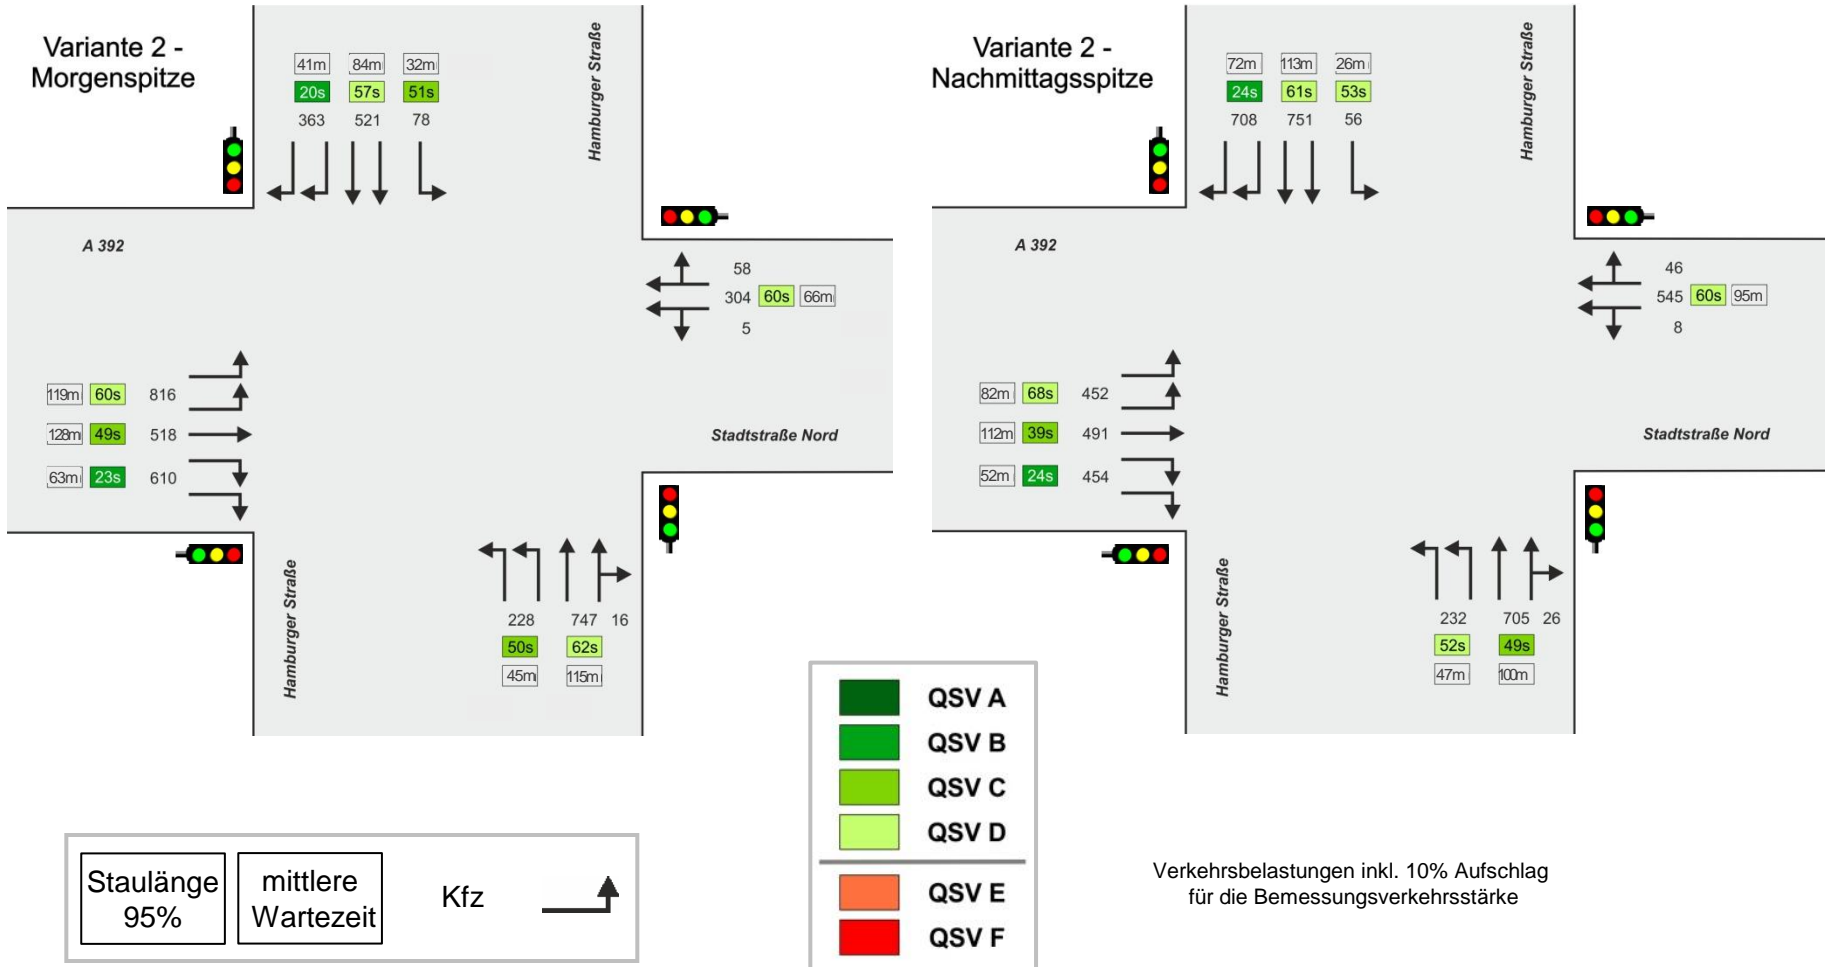 Variante 2 -
Morgenspitze
41m 84m 32m
20s 57s 51s
363 521 78
Hamburger Straße
A 392
58
304 60s 66m
5
119m 60s 816
128m 49s 518
63m 23s 610
Stadtstraße Nord
Hamburger Straße
228 747 16
50s 62s
45m 115m
Variante 2 -
Nachmittagsspitze
72m 113m 26m
24s 61s 53s
708 751 56
Hamburger Straße
A 392
46
545 60s 95m
8
82m 68s 452
112m 39s 491
52m 24s 454
Stadtstraße Nord
Hamburger Straße
232 705 26
52s 49s
47m 100m
QSV A
QSV B
QSV C
QSV D
QSV E
QSV F
Staulänge
95%
mittlere
Wartezeit
Kfz
Verkehrsbelastungen inkl. 10% Aufschlag
für die Bemessungsverkehrsstärke